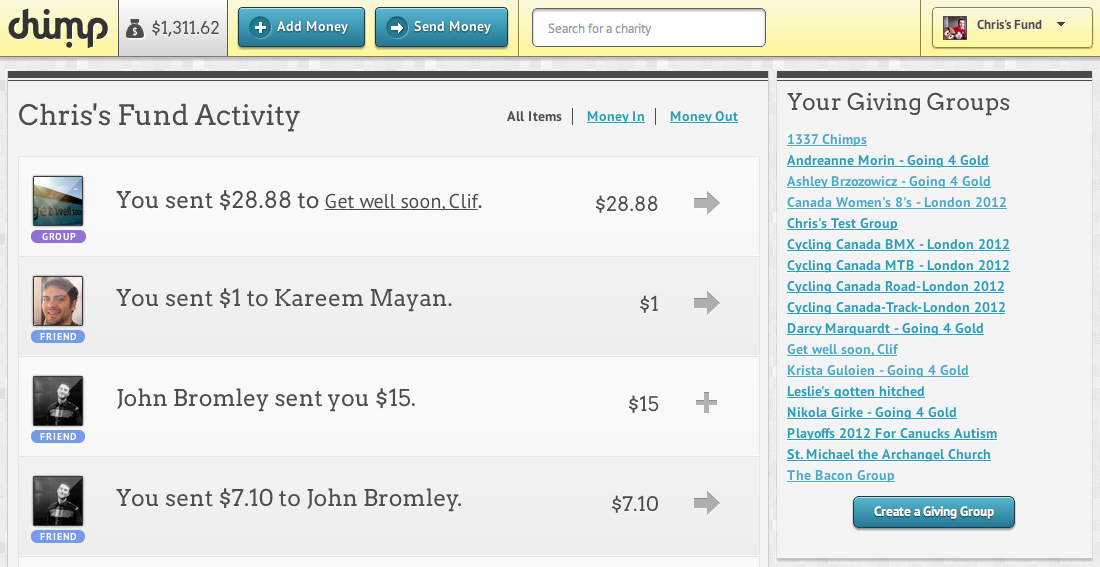 chimp
$1,311.62
Add Money
Send Money
Search for a charity
Chris's Fund
Chris's Fund Activity
All Items
Money In
Money Out
get Well soon
GROUP
You sent $28.88 to Get well soon, Clif.
$28.88
FRIEND
You sent $1 to Kareem Mayan.
$1
FRIEND
John Bromley sent you $15.
$15
FRIEND
You sent $7.10 to John Bromley.
$7.10
Your Giving Groups
1337 Chimps
Andreanne Morin - Going 4 Gold
Ashley Brzozowicz - Going 4 Gold
Canada Women's 8's - London 2012
Chris's Test Group
Cycling Canada BMX - London 2012
Cycling Canada MTB - London 2012
Cycling Canada Road-London 2012
Cycling Canada-Track-London 2012
Darcy Marquardt - Going 4 Gold
Get well soon, Clif
Krista Guloien - Going 4 Gold
Leslie's gotten hitched
Nikola Girke - Going 4 Gold
Playoffs 2012 For Canucks Autism
St. Michael the Archangel Church
The Bacon Group
Create a Giving Group